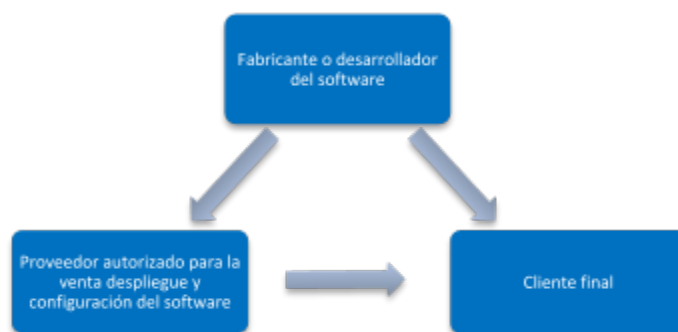 Fabricante o desarrollador
del software
Proveedor autorizado para la
venta despliegue y
configuración del software
Cliente final